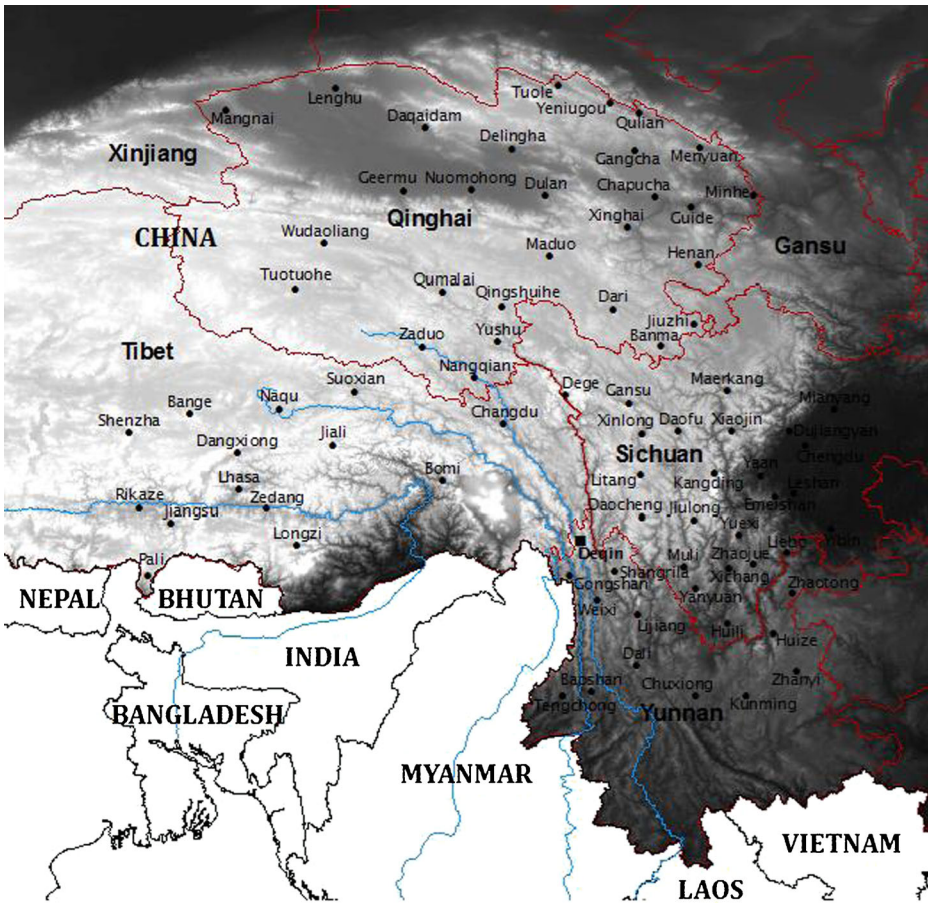 Tuole
Lenghu
Yeniugou
Mangnai
Daqaidam
Qulian
Delingha
Xinjiang
Gangcha
Menyuan
Geermu
Nuomohong
Dulan
Chapucha
Minhe
Qinghai
Xinghai
Guide
CHINA
Wudaoliang
Maduo
Gansu
Henan
Tuotuohe
Qumalai
Qingshuihe
Dari
Jiuzhi
Zaduo
Yushu
Banma
Tibet
Nangqian
Suoxian
Dege
Gansu
Maerkang
Bange
Naqu
Mianyang
Shenzha
Changdu
Xinlong
Daofu
Xiaojin
Dangxiong
Jiali
Dujiangyan
Sichuan
Chengdu
Bomi
Yaan
Lhasa
Litang
Kangding
Leshan
Rikaze
Zedang
Daocheng
Jiulong
Emeishan
Jiangsu
Yuexi
Longzi
Liebo
Yibin
Pali
Deqin
Muli
Zhaojue
Shangrila
Xichang
NEPAL
BHUTAN
Gongshan
Zhaotong
Weixi
Yanyuan
Lijiang
Huili
Huize
INDIA
Dali
Zhanyi
Baoshan
Chuxiong
Tengchong
Kunming
BANGLADESH
Yunnan
MYANMAR
VIETNAM
LAOS